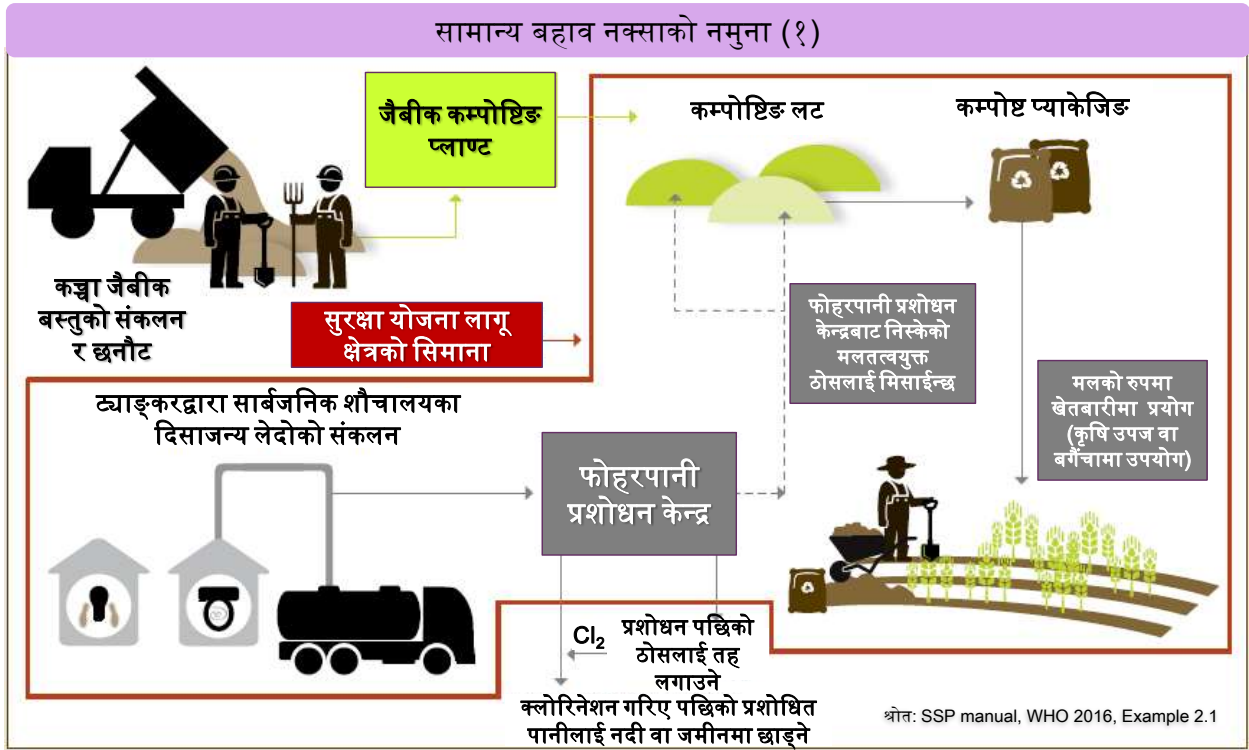 सामान्य बहाव नक्साको नमुना (१)
जैबीक कम्पोष्टिङ
प्लाण्ट
कम्पोष्टिङ लट
कम्पोष्ट प्याकेजिङ
कच्चा जैबीक
बस्तुको संकलन
र छनौट
सुरक्षा योजना लागू
क्षेत्रको सिमाना
फोहरपानी प्रशोधन
केन्द्रबाट निस्केको
मलतत्वयुक्त
ठोसलाई मिसाईन्छ
मलको रुपमा
खेतबारीमा प्रयोग
(कृषि उपज वा
बगैंचामा उपयोग)
ट्याङ्करद्वारा सार्बजनिक शौचालयका
दिसाजन्य लेदोको संकलन
फोहरपानी
प्रशोधन केन्द्र
Cl2
प्रशोधन पछिको
ठोसलाई तह
लगाउने
क्लोरिनेशन गरिए पछिको प्रशोधित
पानीलाई नदी वा जमीनमा छाड्ने
श्रोत: SSP manual, WHO 2016, Example 2.1